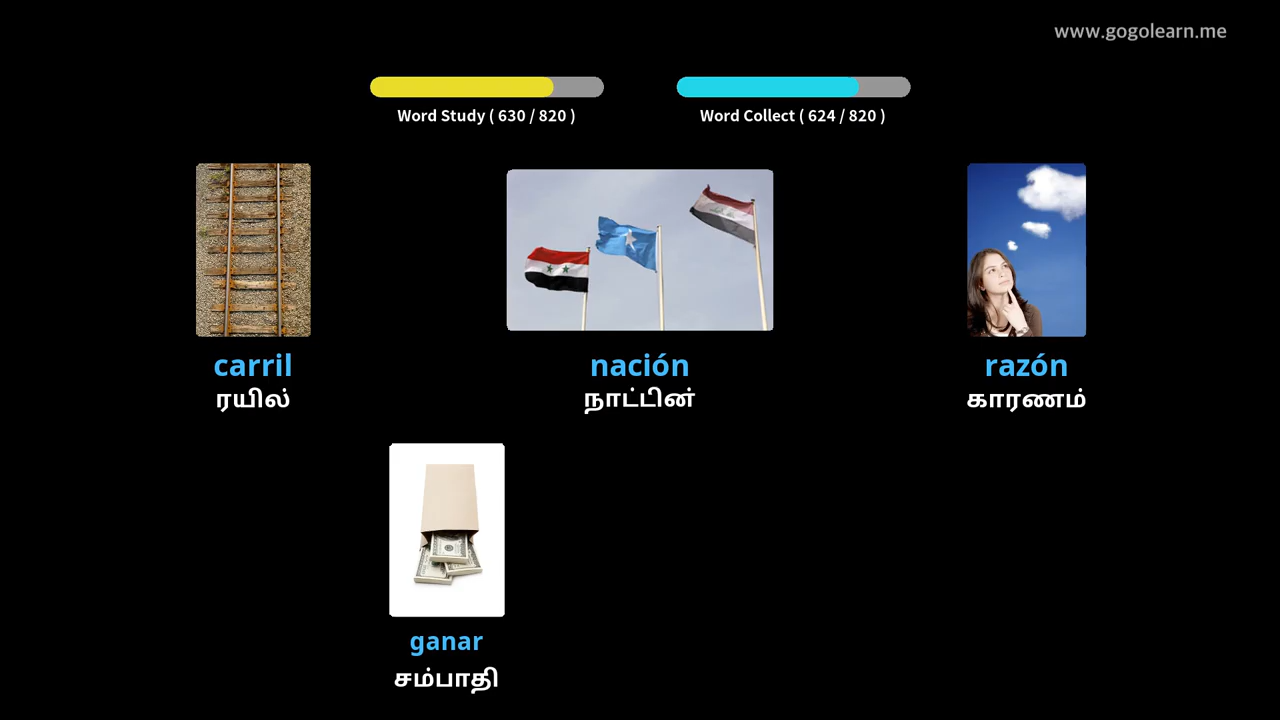 www.gogolearn.me
Word Study ( 630 / 820 )
Word Collect ( 624 / 820 )
carril
ரயில்
nación
நாட்டின்
razón
காரணம்
ganar
சம்பாதி